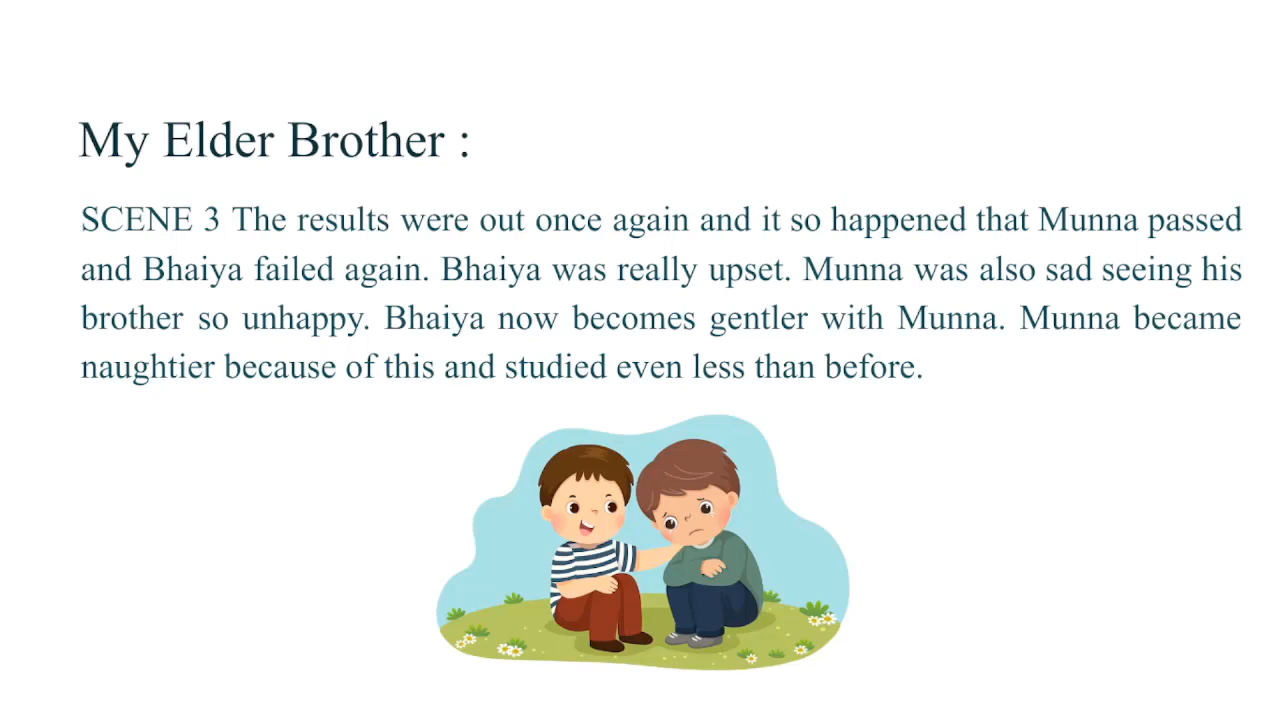 My Elder Brother :
SCENE 3 The results were out once again and it so happened that Munna passed
and Bhaiya failed again. Bhaiya was really upset. Munna was also sad seeing his
brother so unhappy. Bhaiya now becomes gentler with Munna. Munna became
naughtier because of this and studied even less than before.